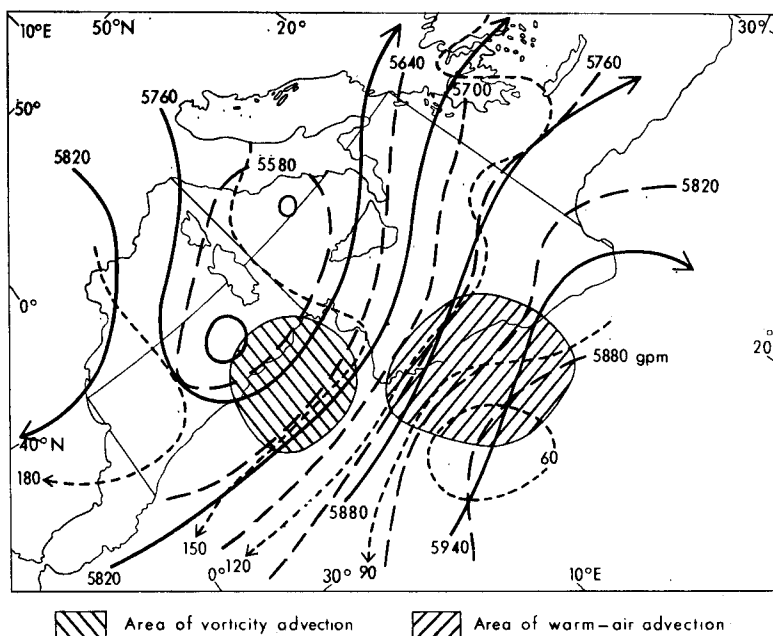 10°E 50°N 20° 30°
5640 5760
5760 5700
50°
5820
5580
5820
0°
20°
5880 gpm
40°N
180
60
5880
150 120 90 5940
5820 0° 30° 10°E
Area of vorticity advection Area of warm-air advection